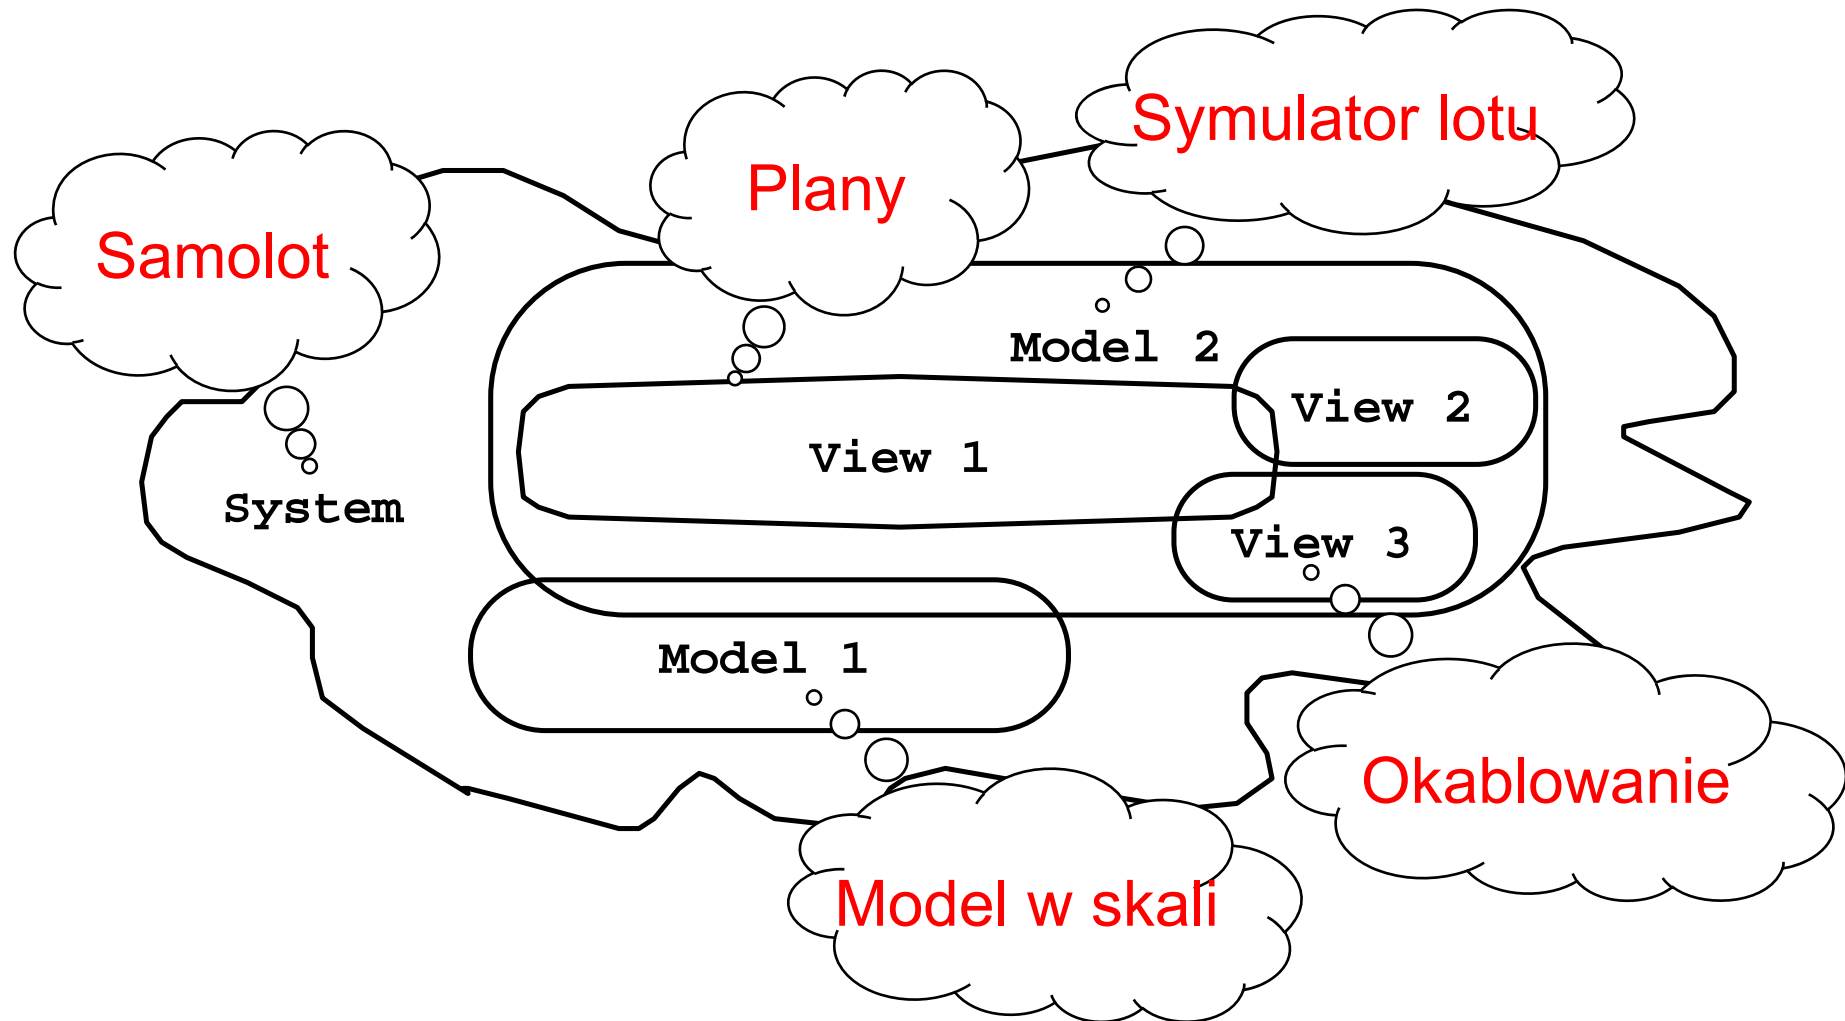 Symulator lotu
Plany
Samolot
Model 2
View 2
View 1
System
View 3
Model 1
Okablowanie
Model w skali